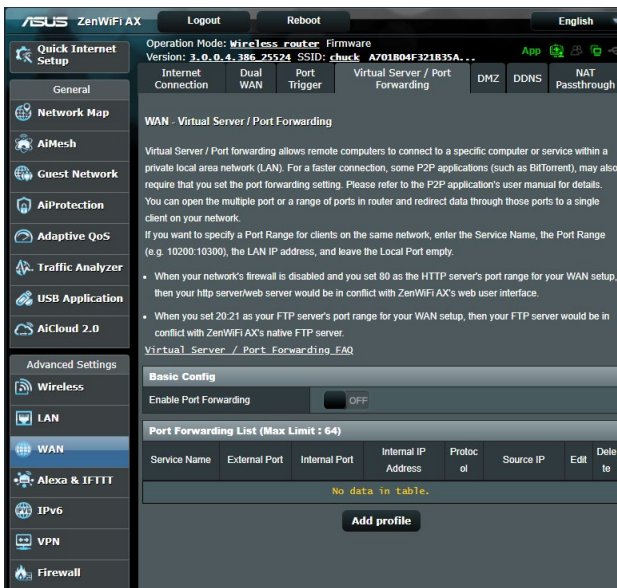 ASUS ZenWiFi AX Logout Reboot English
Quick Internet
Setup
General
Network Map
AiMesh
Guest Network
AiProtection
Adaptive QoS
Traffic Analyzer
USB Application
AiCloud 2.0
Advanced Settings
Wireless
LAN
WAN
Alexa & IFTTT
IPv6
VPN
Firewall
Operation Mode: Wireless router Firmware
Version: 3.0.0.4.386_25524 SSID: chuck A701B04F321B35A...
App
Internet
Connection
Dual
WAN
Port
Trigger
Virtual Server / Port
Forwarding
DMZ
DDNS
NAT
Passthrough
WAN - Virtual Server / Port Forwarding
Virtual Server / Port forwarding allows remote computers to connect to a specific computer or service within a
private local area network (LAN). For a faster connection, some P2P applications (such as BitTorrent), may also
require that you set the port forwarding setting. Please refer to the P2P application's user manual for details.
You can open the multiple port or a range of ports in router and redirect data through those ports to a single
client on your network.
If you want to specify a Port Range for clients on the same network, enter the Service Name, the Port Range
(e.g. 10200:10300), the LAN IP address, and leave the Local Port empty.
• When your network's firewall is disabled and you set 80 as the HTTP server's port range for your WAN setup,
then your http server/web server would be in conflict with ZenWiFi AX's web user interface.
• When you set 20:21 as your FTP server's port range for your WAN setup, then your FTP server would be in
conflict with ZenWiFi AX's native FTP server.
Virtual Server / Port Forwarding FAQ
Basic Config
Enable Port Forwarding OFF
Port Forwarding List (Max Limit : 64)
Service Name
External Port
Internal Port
Internal IP
Address
Protoc
ol
Source IP
Edit
Dele
te
No data in table.
Add profile